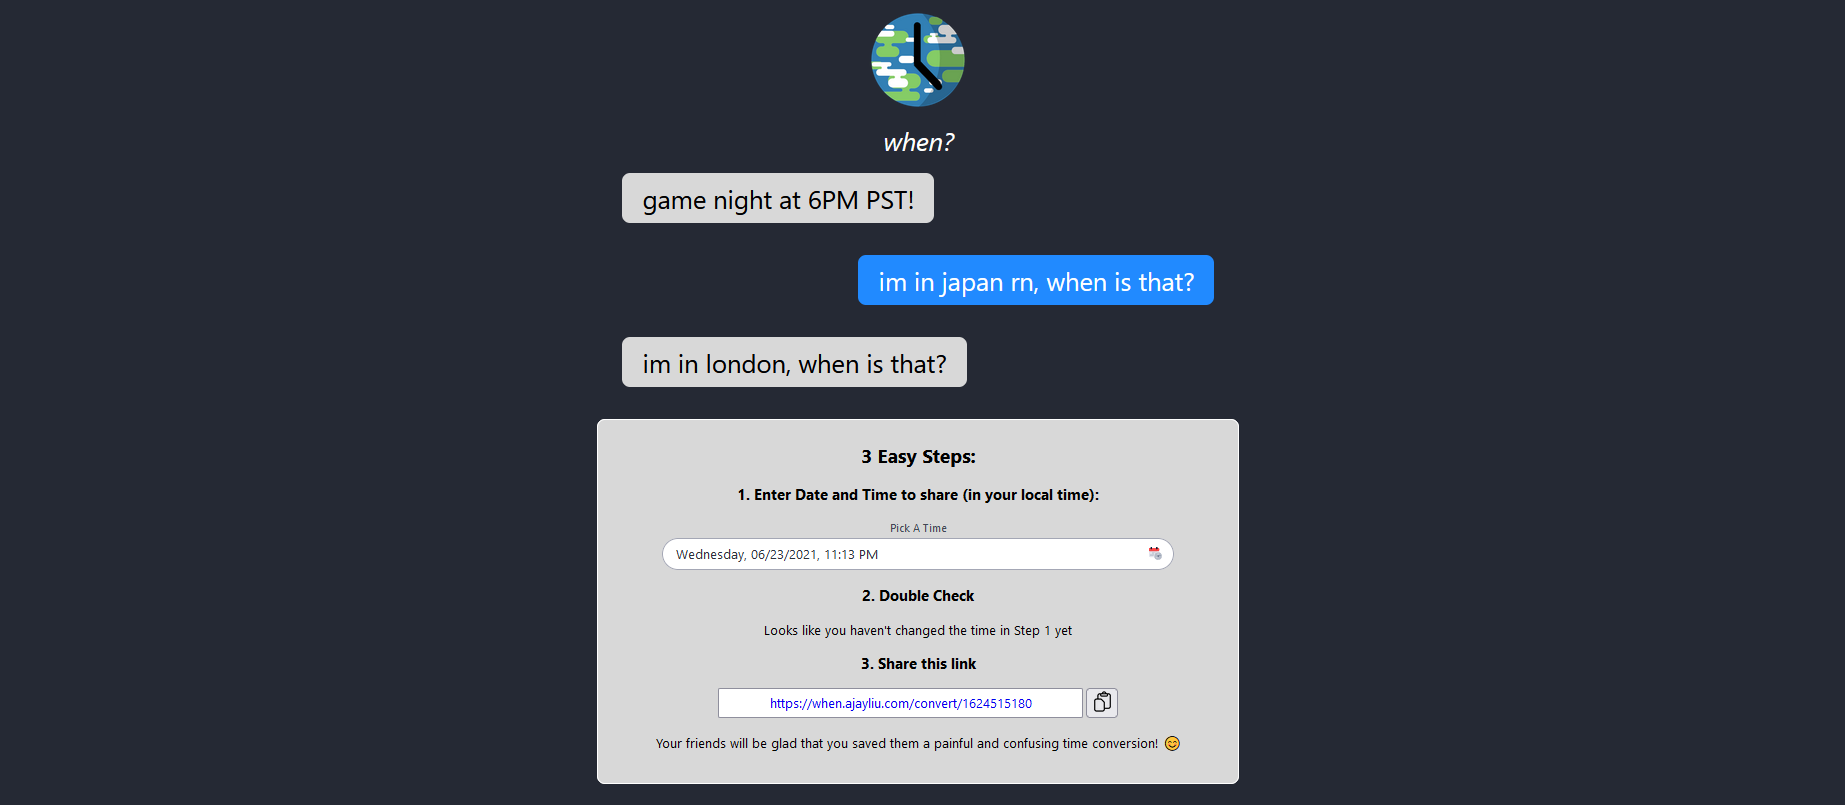 when?
game night at 6PM PST!
im in japan rn, when is that?
im in london, when is that?
3 Easy Steps:
1. Enter Date and Time to share (in your local time):
Pick A Time
Wednesday, 06/23/2021, 11:13 PM
2. Double Check
Looks like you haven't changed the time in Step 1 yet
3. Share this link
https://when.ajayliu.com/convert/1624515180
Your friends will be glad that you saved them a painful and confusing time conversion! 😊